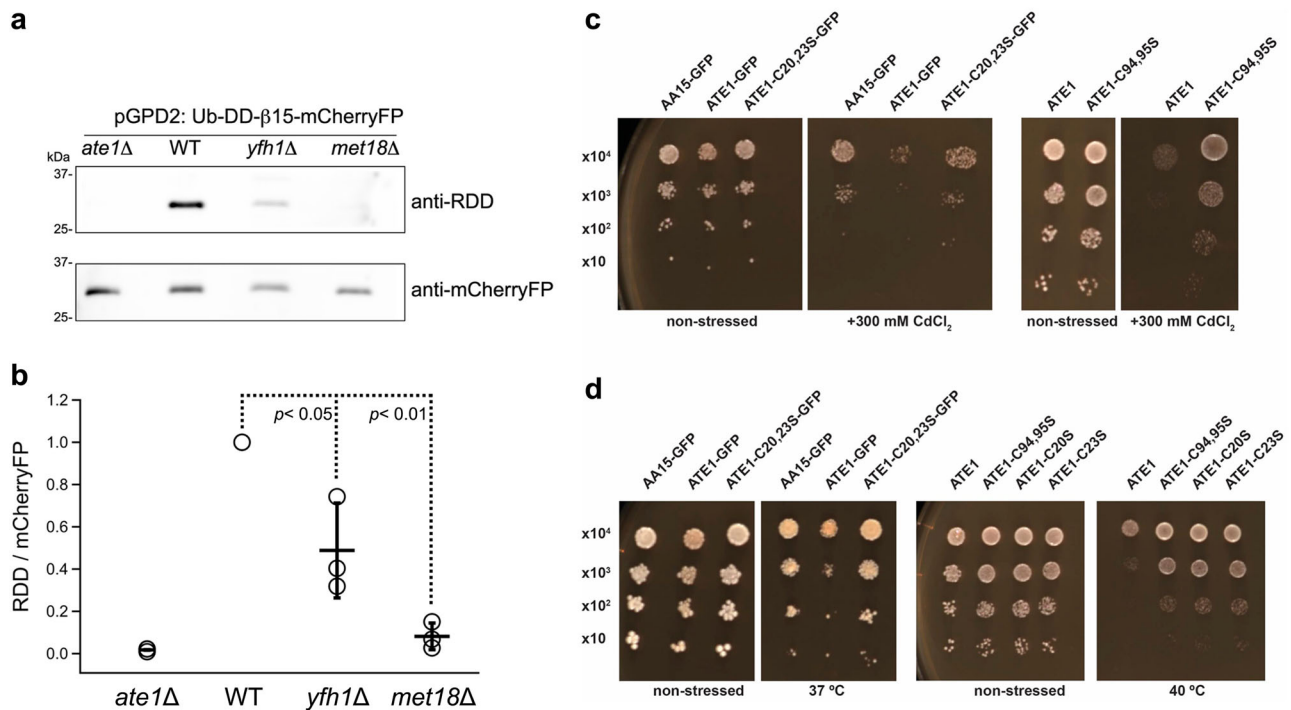 a
pGPD2: Ub-DD-β15-mCherryFP
ate1Δ WT yfh1Δ met18Δ
kDa
37-
25-
anti-RDD
37-
25-
anti-mCherryFP
b
RDD / mCherryFP
1.2
1.0
0.8
0.6
0.4
0.2
0.0
p< 0.05 p< 0.01
ate1Δ WT yfh1Δ met18Δ
c
AA15-GFP ATE1-GFP ATE1-C20,23S-GFP AA15-GFP ATE1-GFP ATE1-C20,23S-GFP ATE1 ATE1-C94,95S ATE1 ATE1-C94,95S
x10⁴
x10³
x10²
x10
non-stressed +300 mM CdCl₂ non-stressed +300 mM CdCl₂
d
AA15-GFP ATE1-GFP ATE1-C20,23S-GFP AA15-GFP ATE1-GFP ATE1-C20,23S-GFP ATE1 ATE1-C94,95S ATE1-C20S ATE1-C23S ATE1 ATE1-C94,95S ATE1-C20S ATE1-C23S
x10⁴
x10³
x10²
x10
non-stressed 37 ºC non-stressed 40 ºC